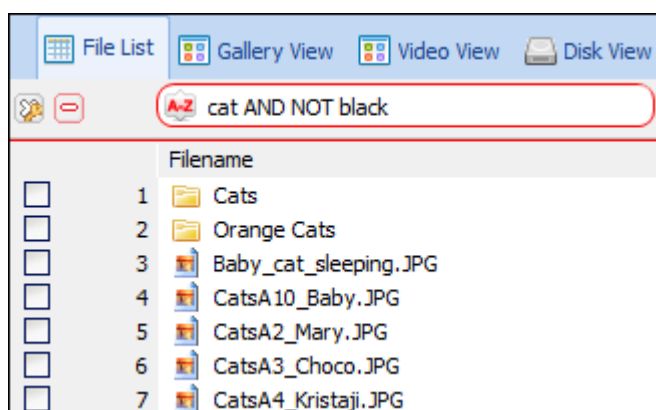 File List Gallery View Video View Disk View
A=Z cat AND NOT black
Filename
1 Cats
2 Orange Cats
3 Baby_cat_sleeping.JPG
4 CatsA10_Baby.JPG
5 CatsA2_Mary.JPG
6 CatsA3_Choco.JPG
7 CatsA4_Kristaji.JPG